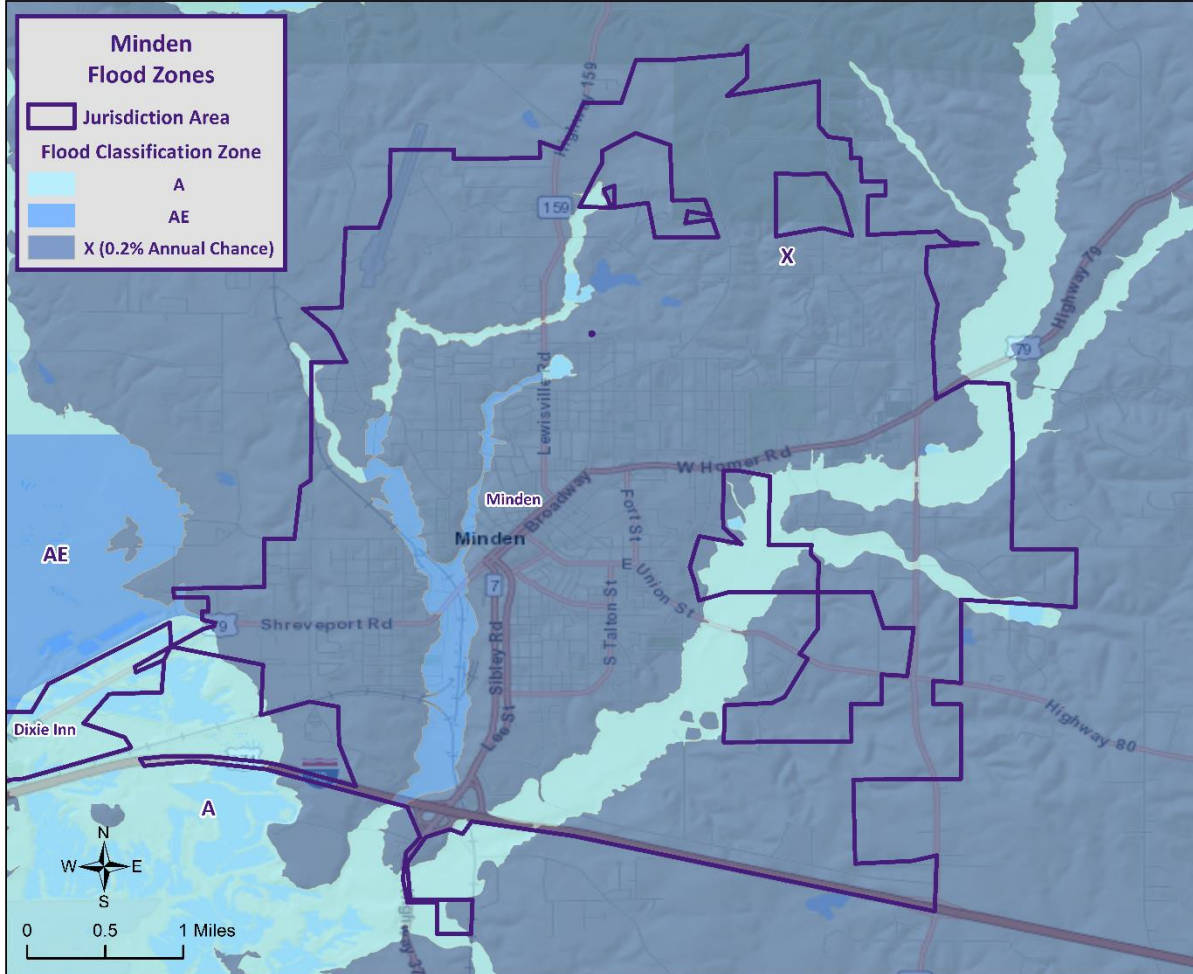 Minden
Flood Zones
Jurisdiction Area
Flood Classification Zone
A
AE
X (0.2% Annual Chance)
Highway 159
159
X
Highway 79
79
Lewisville Rd
W Homer Rd
Broadway
Minden
Minden
Fort St
E Union St
AE
7
S Talton St
Shreveport Rd
9
Sibley Rd
Dixie Inn
Lee St
Highway 80
A
N
W E
S
0 0.5 1 Miles